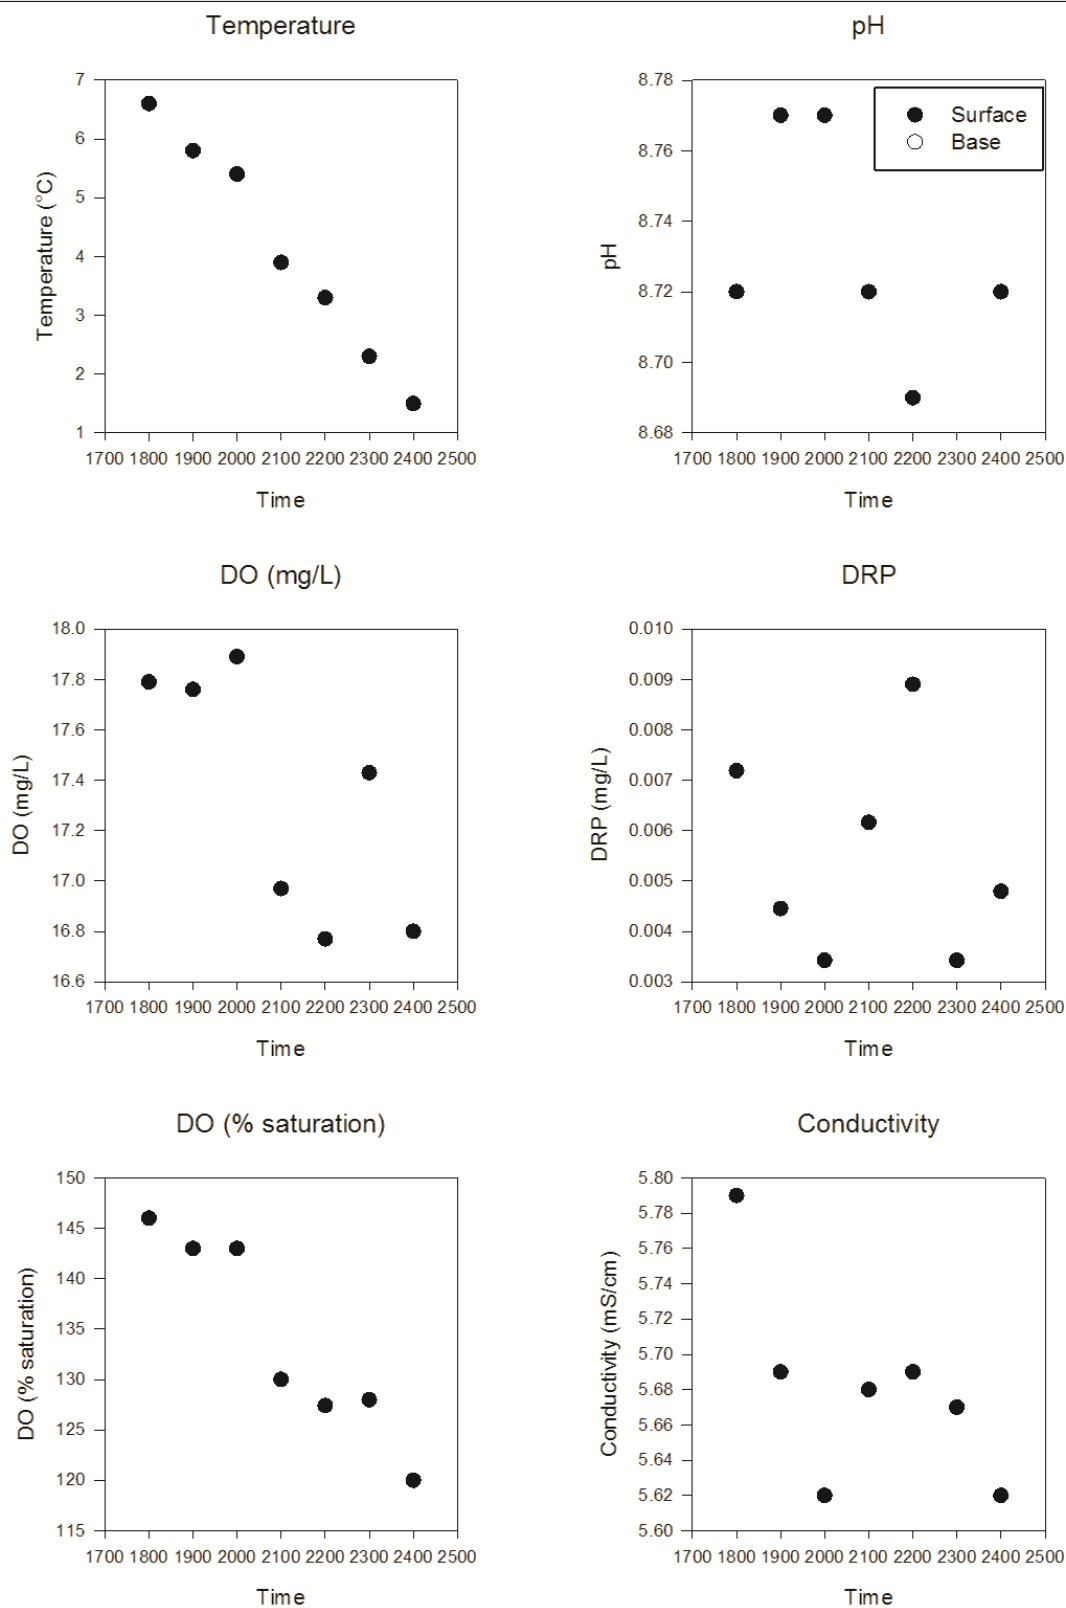 Temperature
7
6
5
4
3
2
1
Temperature (°C)
1700 1800 1900 2000 2100 2200 2300 2400 2500
Time
pH
8.78
8.76
8.74
8.72
8.70
8.68
pH
Surface
Base
1700 1800 1900 2000 2100 2200 2300 2400 2500
Time
DO (mg/L)
18.0
17.8
17.6
17.4
17.2
17.0
16.8
16.6
DO (mg/L)
1700 1800 1900 2000 2100 2200 2300 2400 2500
Time
DRP
0.010
0.009
0.008
0.007
0.006
0.005
0.004
0.003
DRP (mg/L)
1700 1800 1900 2000 2100 2200 2300 2400 2500
Time
DO (% saturation)
150
145
140
135
130
125
120
115
DO (% saturation)
1700 1800 1900 2000 2100 2200 2300 2400 2500
Time
Conductivity
5.80
5.78
5.76
5.74
5.72
5.70
5.68
5.66
5.64
5.62
5.60
Conductivity (mS/cm)
1700 1800 1900 2000 2100 2200 2300 2400 2500
Time